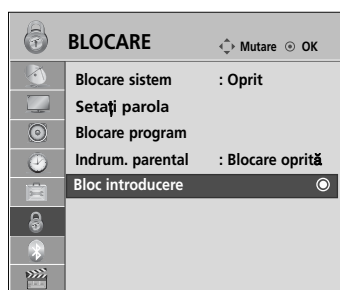 BLOCARE Mutare OK
Blocare sistem : Oprit
Setați parola
Blocare program
Indrum. parental : Blocare oprită
Bloc introducere